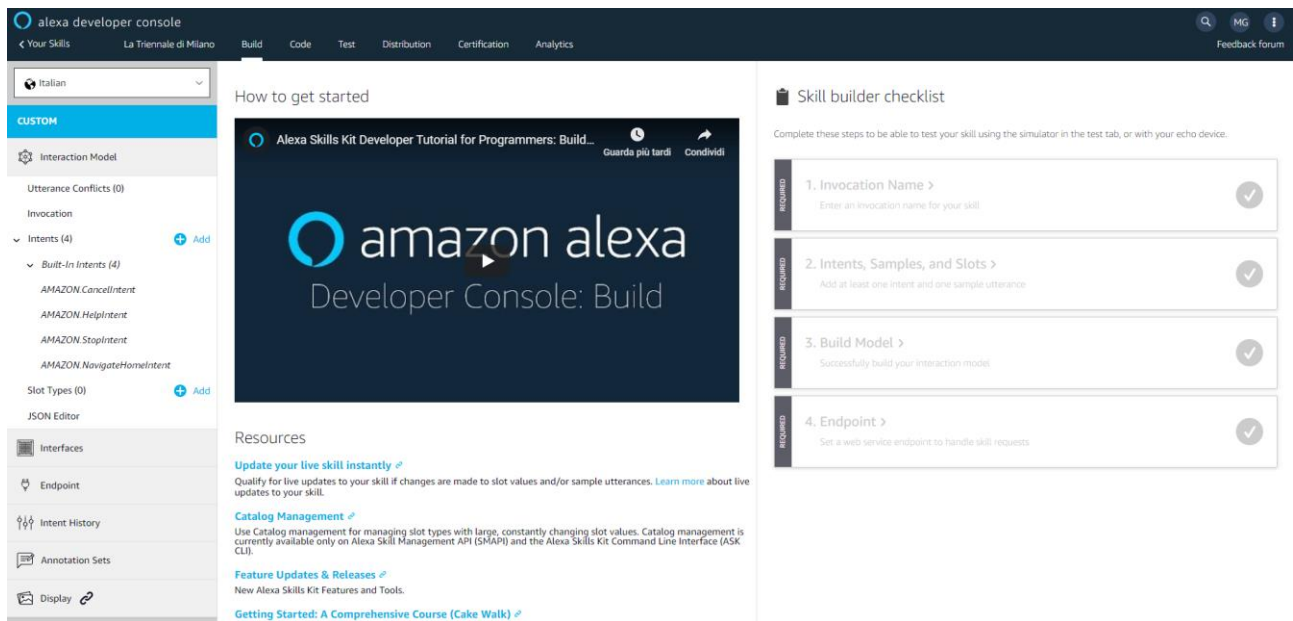 alexa developer console
MG
Your Skills
La Triennale di Milano
Build
Code
Test
Distribution
Certification
Analytics
Feedback forum
Italian
CUSTOM
Interaction Model
Utterance Conflicts (0)
Invocation
Intents (4)
Add
Built-In Intents (4)
AMAZON.CancelIntent
AMAZON.HelpIntent
AMAZON.StopIntent
AMAZON.NavigateHomeIntent
Slot Types (0)
Add
JSON Editor
Interfaces
Endpoint
Intent History
Annotation Sets
Display
How to get started
Alexa Skills Kit Developer Tutorial for Programmers: Build...
Guarda più tardi
Condividi
amazon alexa
Developer Console: Build
Resources
Update your live skill instantly
Qualify for live updates to your skill if changes are made to slot values and/or sample utterances. Learn more about live
updates to your skill.
Catalog Management
Use Catalog management for managing slot types with large, constantly changing slot values. Catalog management is
currently available only on Alexa Skill Management API (SMAPI) and the Alexa Skills Kit Command Line Interface (ASK
CLI).
Feature Updates & Releases
New Alexa Skills Kit Features and Tools.
Getting Started: A Comprehensive Course (Cake Walk)
Skill builder checklist
Complete these steps to be able to test your skill using the simulator in the test tab, or with your echo device.
REQUIRED
1. Invocation Name >
Enter an invocation name for your skill
REQUIRED
2. Intents, Samples, and Slots >
Add at least one intent and one sample utterance
REQUIRED
3. Build Model >
Successfully build your interaction model
REQUIRED
4. Endpoint >
Set a web service endpoint to handle skill requests